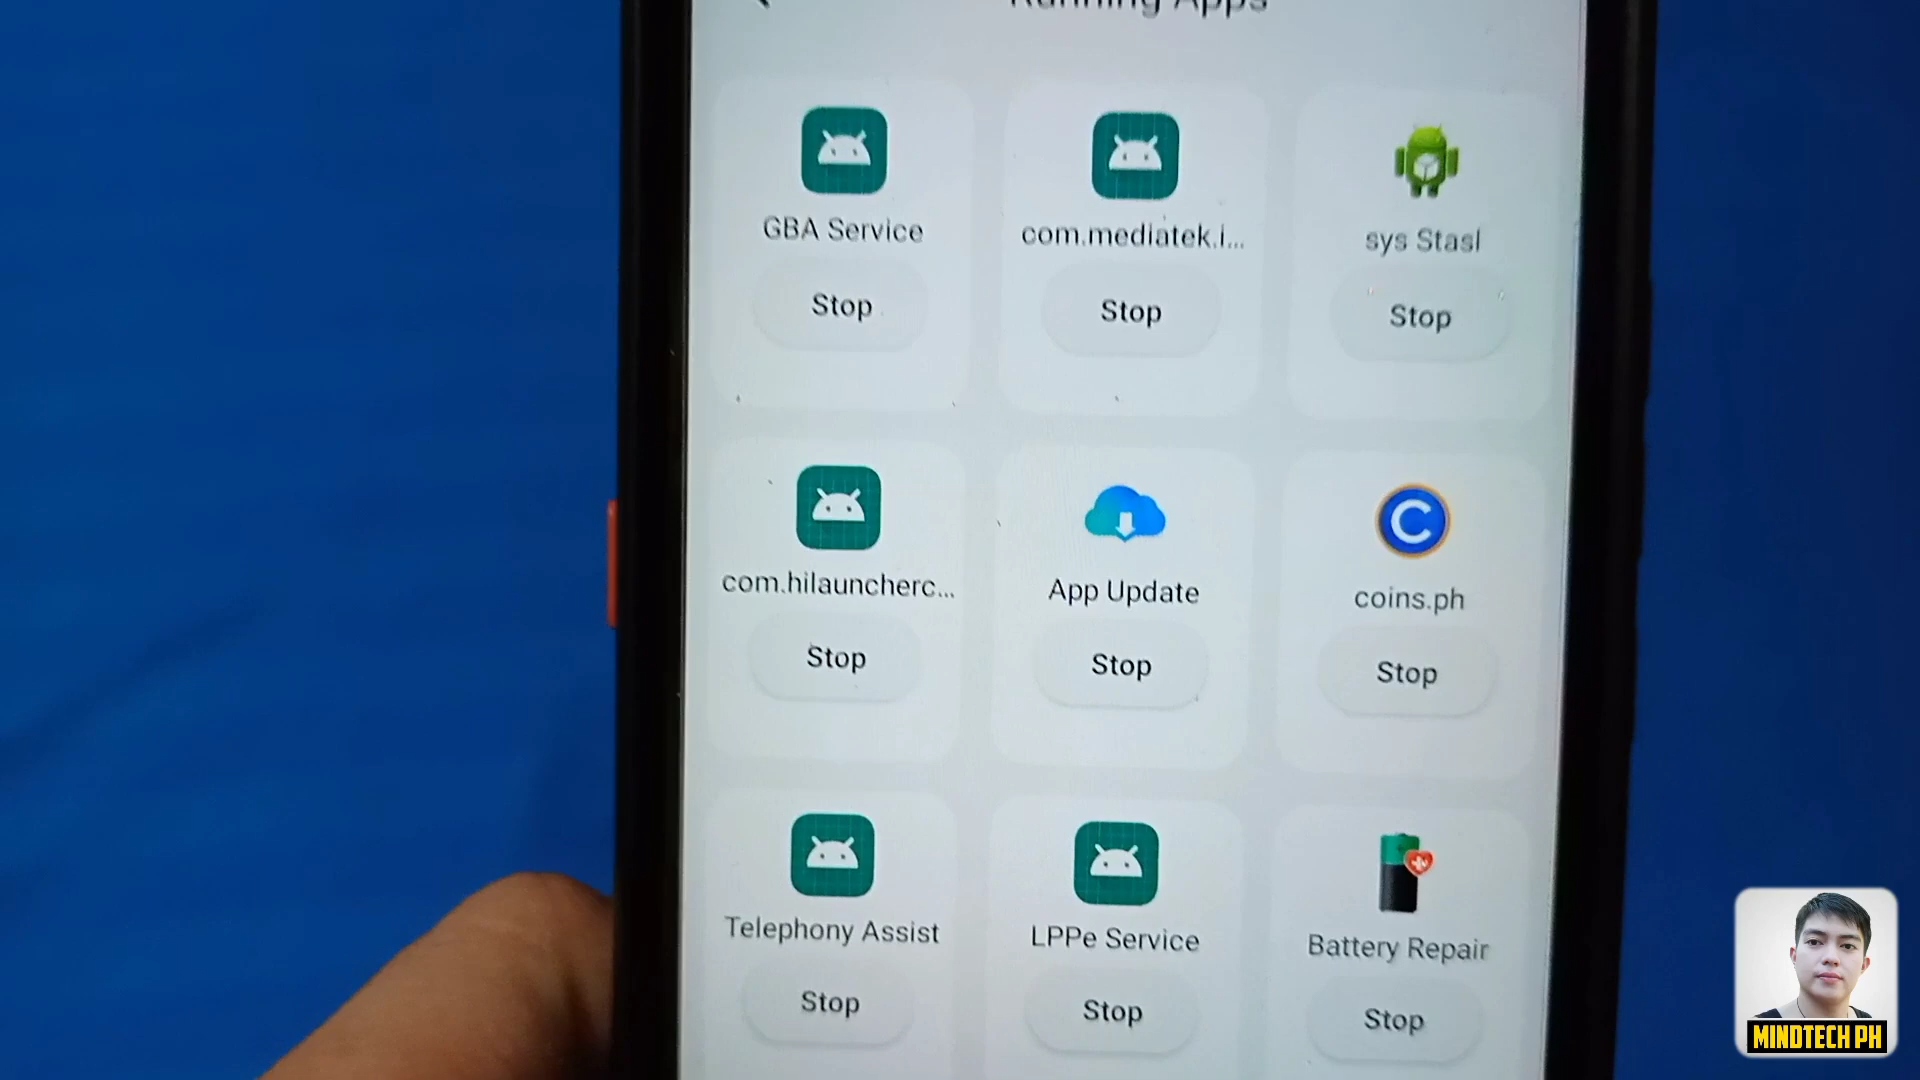 Running Apps
GBA Service
com.mediatek.i...
sys Stasl
Stop
Stop
Stop
com.hilauncherc...
App Update
coins.ph
Stop
Stop
Stop
Telephony Assist
LPPe Service
Battery Repair
Stop
Stop
Stop
MINDTECH PH